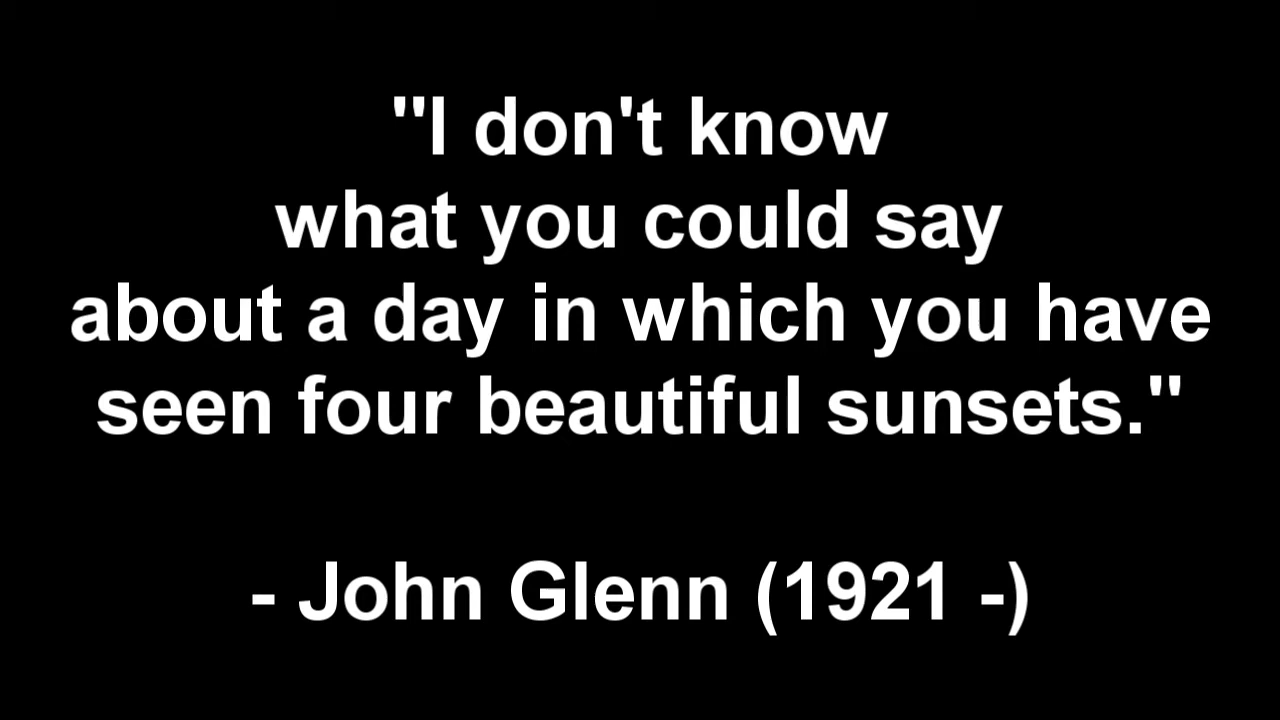 "I don't know
what you could say
about a day in which you have
seen four beautiful sunsets."
- John Glenn (1921 -)